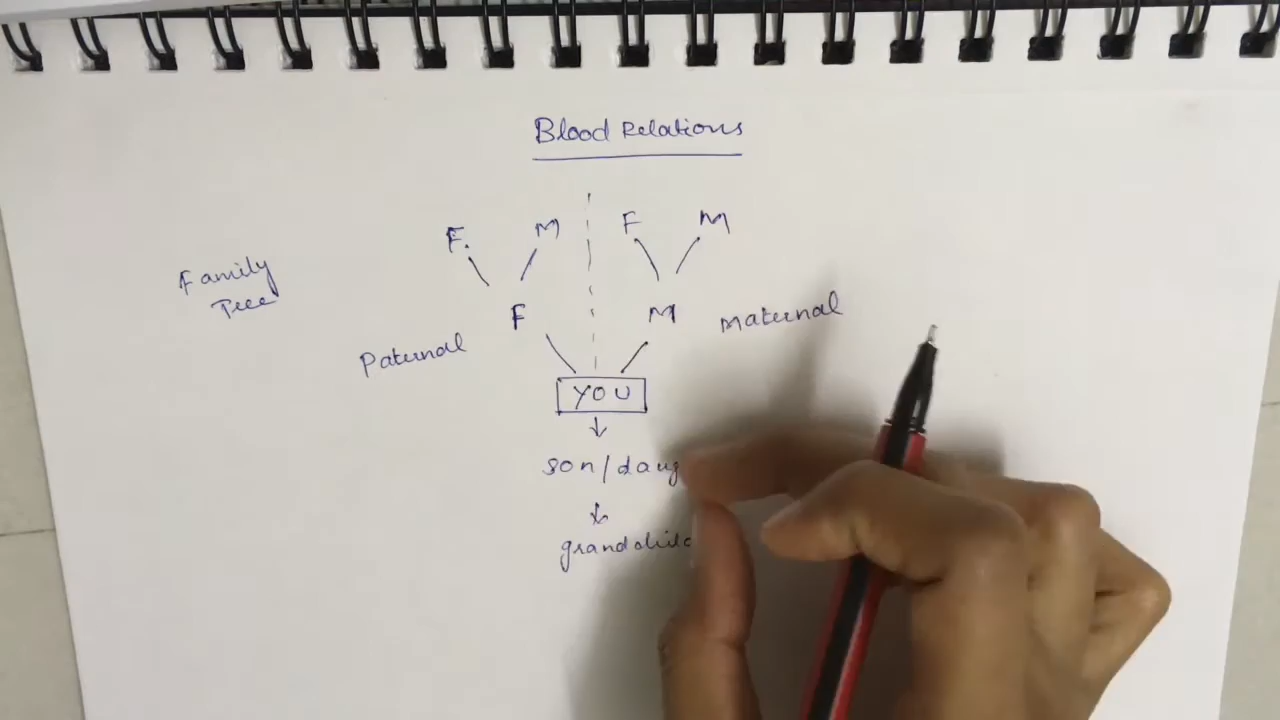 Blood Relations
F. M F M
Family
Tree
F M
Paternal
Maternal
YOU
son/daug
grandchild